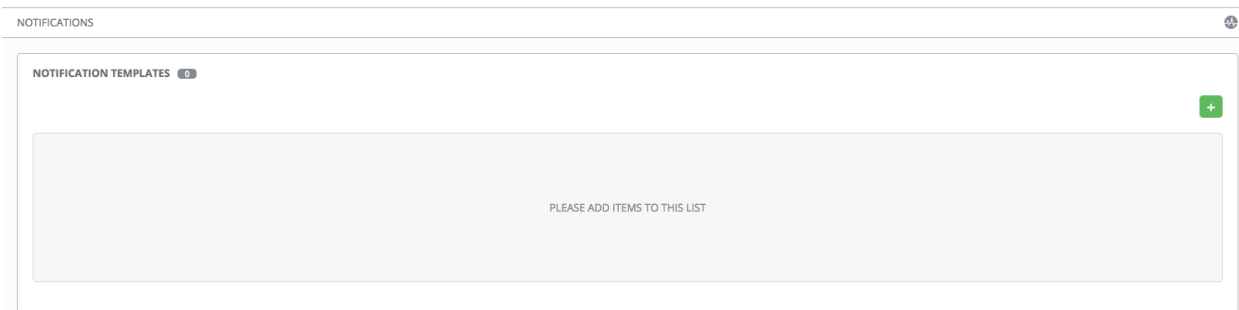 NOTIFICATIONS
NOTIFICATION TEMPLATES 0
+
PLEASE ADD ITEMS TO THIS LIST